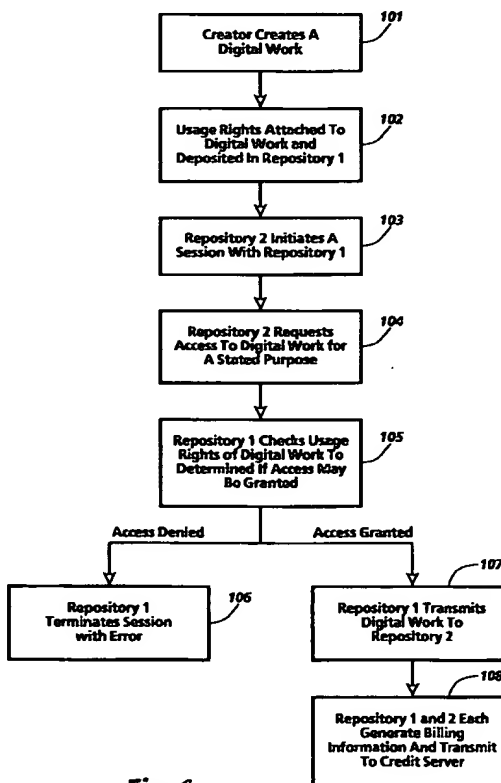 101
Creator Creates A
Digital Work
102
Usage Rights Attached To
Digital Work and
Deposited In Repository 1
103
Repository 2 Initiates A
Session With Repository 1
104
Repository 2 Requests
Access To Digital Work for
A Stated Purpose
105
Repository 1 Checks Usage
Rights of Digital Work To
Determined If Access May
Be Granted
Access Denied
Access Granted
106
Repository 1
Terminates Session
with Error
107
Repository 1 Transmits
Digital Work To
Repository 2
108
Repository 1 and 2 Each
Generate Billing
Information And Transmit
To Credit Server